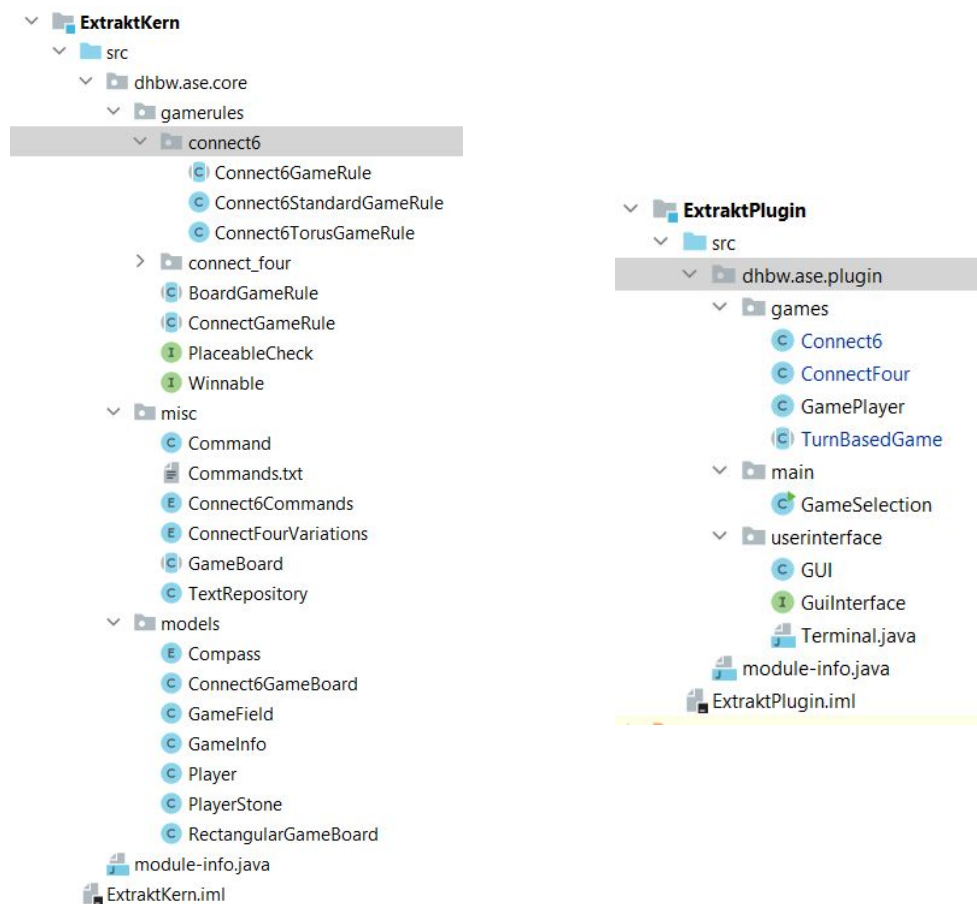 ExtraktKern
src
dhbw.ase.core
gamerules
connect6
Connect6GameRule
Connect6StandardGameRule
Connect6TorusGameRule
connect_four
BoardGameRule
ConnectGameRule
PlaceableCheck
Winnable
misc
Command
Commands.txt
Connect6Commands
ConnectFourVariations
GameBoard
TextRepository
models
Compass
Connect6GameBoard
GameField
GameInfo
Player
PlayerStone
RectangularGameBoard
module-info.java
ExtraktKern.iml
ExtraktPlugin
src
dhbw.ase.plugin
games
Connect6
ConnectFour
GamePlayer
TurnBasedGame
main
GameSelection
userinterface
GUI
GuiInterface
Terminal.java
module-info.java
ExtraktPlugin.iml